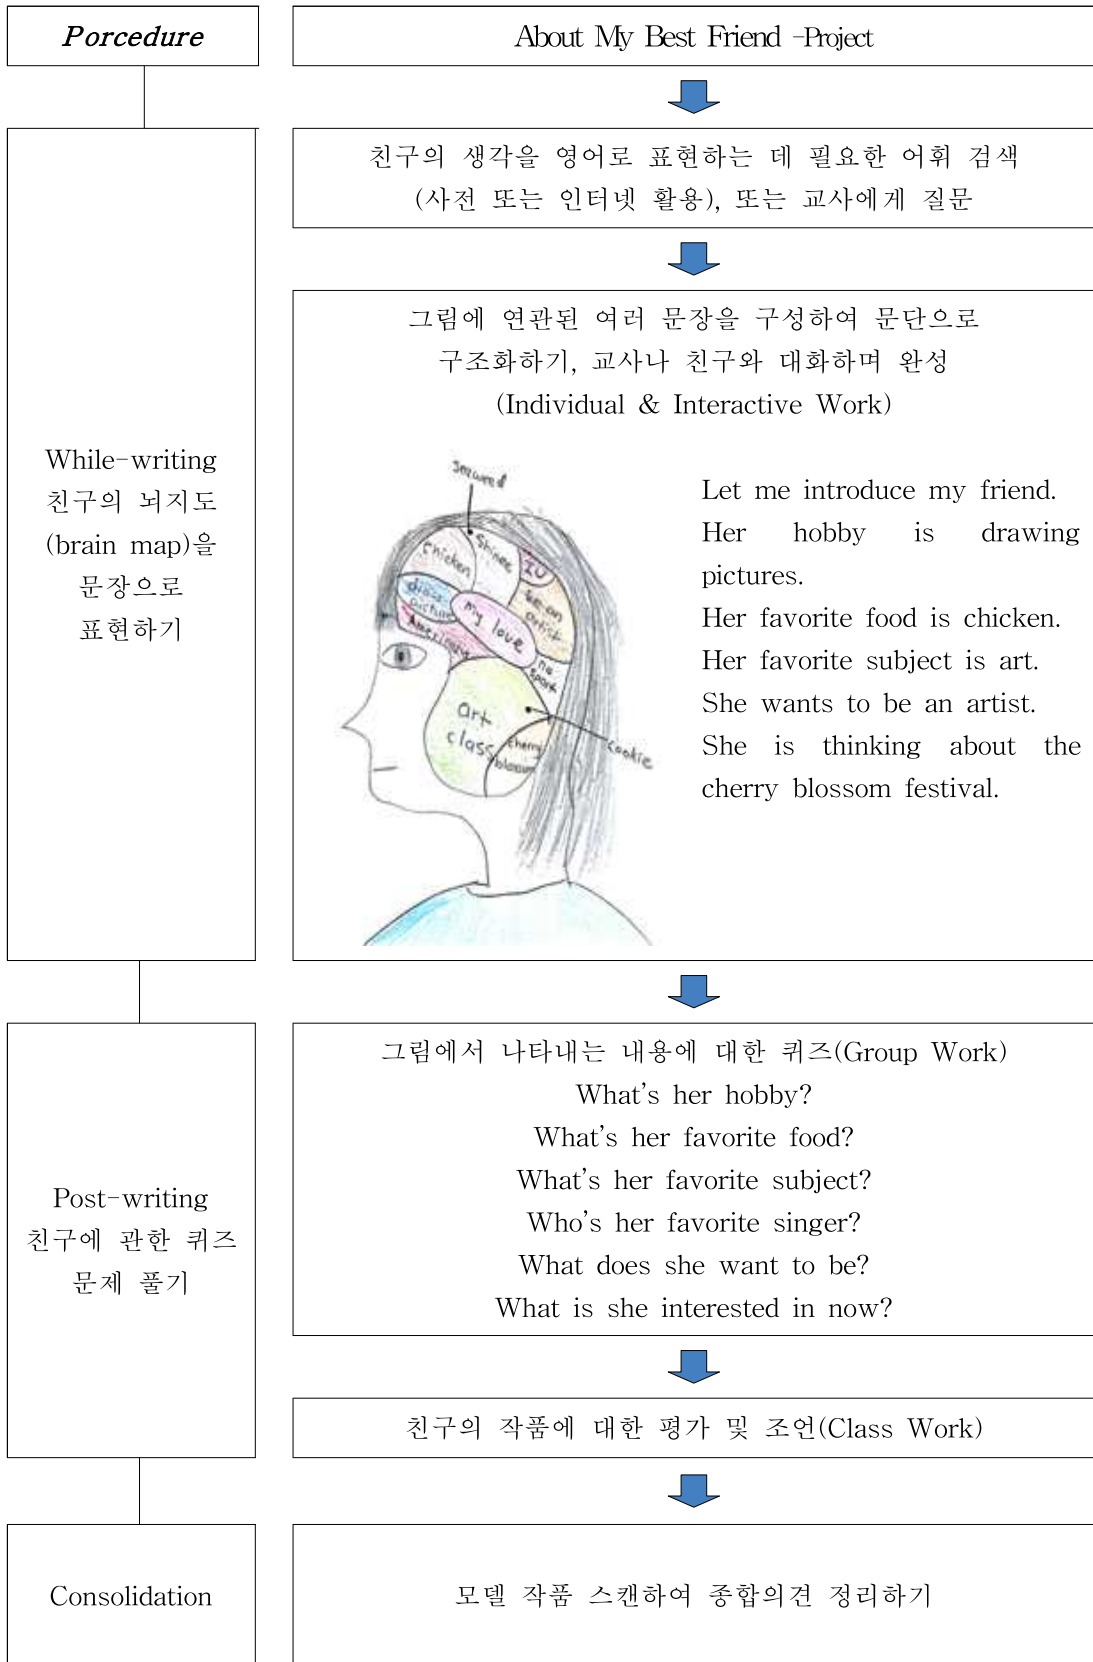 Porcedure
About My Best Friend -Project
친구의 생각을 영어로 표현하는 데 필요한 어휘 검색
(사전 또는 인터넷 활용), 또는 교사에게 질문
While-writing
친구의 뇌지도
(brain map)을
문장으로
표현하기
그림에 연관된 여러 문장을 구성하여 문단으로
구조화하기, 교사나 친구와 대화하며 완성
(Individual & Interactive Work)
seaweed
chicken
Shinee
IU
draw
picture
be an
artist
my love
Amazing
no
sport
art
class
cherry
blossom
cookie
Let me introduce my friend.
Her hobby is drawing
pictures.
Her favorite food is chicken.
Her favorite subject is art.
She wants to be an artist.
She is thinking about the
cherry blossom festival.
Post-writing
친구에 관한 퀴즈
문제 풀기
그림에서 나타내는 내용에 대한 퀴즈(Group Work)
What's her hobby?
What's her favorite food?
What's her favorite subject?
Who's her favorite singer?
What does she want to be?
What is she interested in now?
친구의 작품에 대한 평가 및 조언(Class Work)
Consolidation
모델 작품 스캔하여 종합의견 정리하기